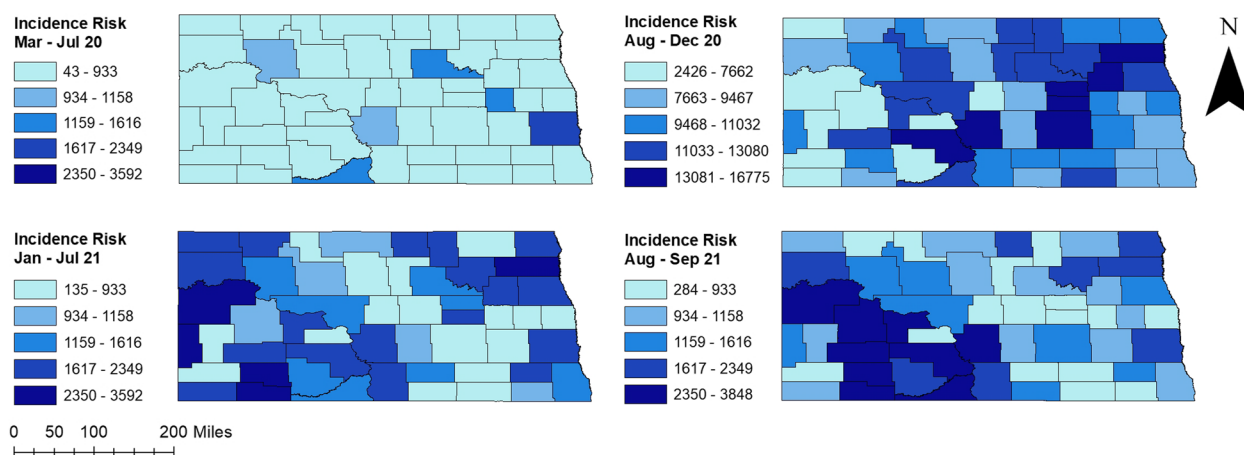 Incidence Risk
Mar - Jul 20
43 - 933
934 - 1158
1159 - 1616
1617 - 2349
2350 - 3592
Incidence Risk
Aug - Dec 20
2426 - 7662
7663 - 9467
9468 - 11032
11033 - 13080
13081 - 16775
N
Incidence Risk
Jan - Jul 21
135 - 933
934 - 1158
1159 - 1616
1617 - 2349
2350 - 3592
Incidence Risk
Aug - Sep 21
284 - 933
934 - 1158
1159 - 1616
1617 - 2349
2350 - 3848
0 50 100 200 Miles